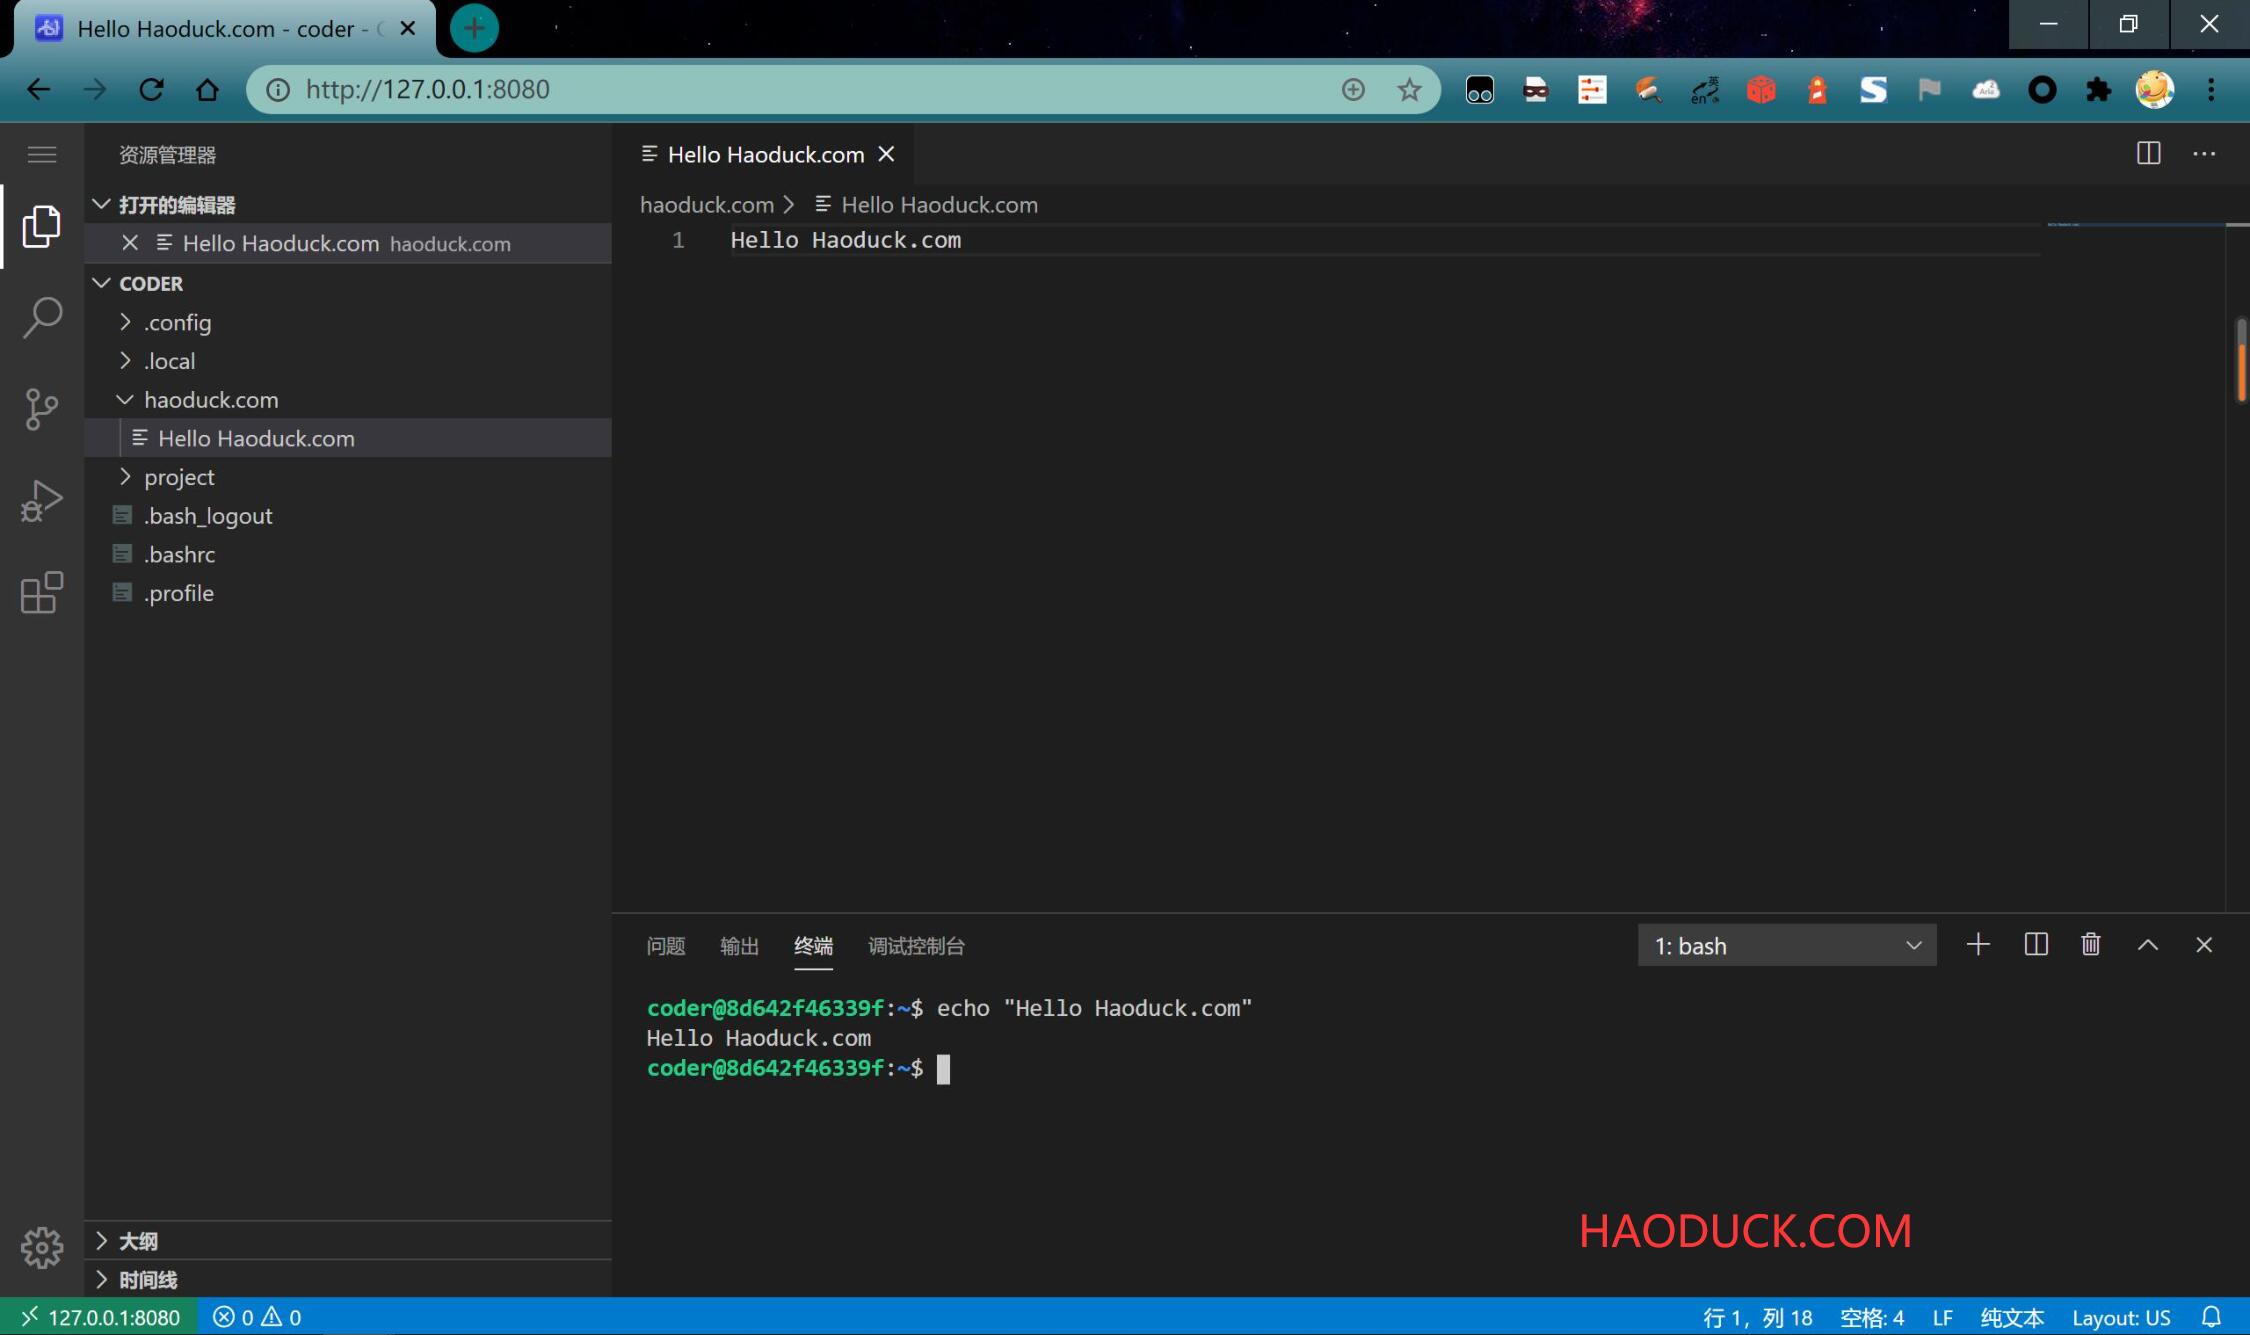 Hello Haoduck.com - coder -
http://127.0.0.1:8080
资源管理器
打开的编辑器
Hello Haoduck.com haoduck.com
CODER
.config
.local
haoduck.com
Hello Haoduck.com
project
.bash_logout
.bashrc
.profile
大纲
时间线
Hello Haoduck.com
haoduck.com > Hello Haoduck.com
1 Hello Haoduck.com
问题 输出 终端 调试控制台
1: bash
coder@8d642f46339f:~$ echo "Hello Haoduck.com"
Hello Haoduck.com
coder@8d642f46339f:~$
HAODUCK.COM
127.0.0.1:8080 0 0 行 1，列 18 空格: 4 LF 纯文本 Layout: US